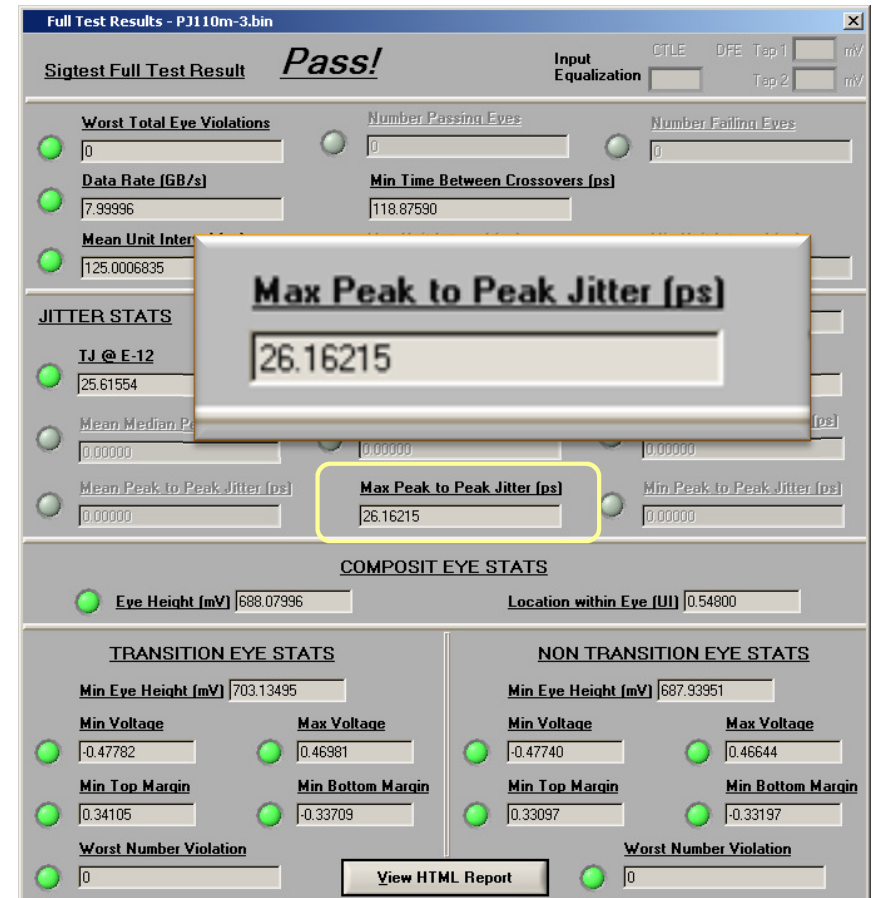 Full Test Results - PJ110m-3.bin
Sigtest Full Test Result Pass! Input Equalization CTLE DFE Tap 1 mV
Tap 2 mV
Worst Total Eye Violations Number Passing Eyes Number Failing Eyes
0 0 0
Data Rate (GB/s) Min Time Between Crossovers (ps)
7.99996 118.87590
Mean Unit
125.0006835
Max Peak to Peak Jitter (ps)
26.16215
JITTER STATS
TJ @ E-12
25.61554
Mean Median (ps)
0.00000 0.00000 0.00000
Mean Peak to Peak Jitter (ps) Max Peak to Peak Jitter (ps) Min Peak to Peak Jitter (ps)
0.00000 26.16215 0.00000
COMPOSIT EYE STATS
Eye Height (mV) 688.07996 Location within Eye (UI) 0.54800
TRANSITION EYE STATS NON TRANSITION EYE STATS
Min Eye Height (mV) 703.13495 Min Eye Height (mV) 687.93951
Min Voltage Max Voltage Min Voltage Max Voltage
-0.47782 0.46981 -0.47740 0.46644
Min Top Margin Min Bottom Margin Min Top Margin Min Bottom Margin
0.34105 -0.33709 0.33097 -0.33197
Worst Number Violation Worst Number Violation
0 View HTML Report 0